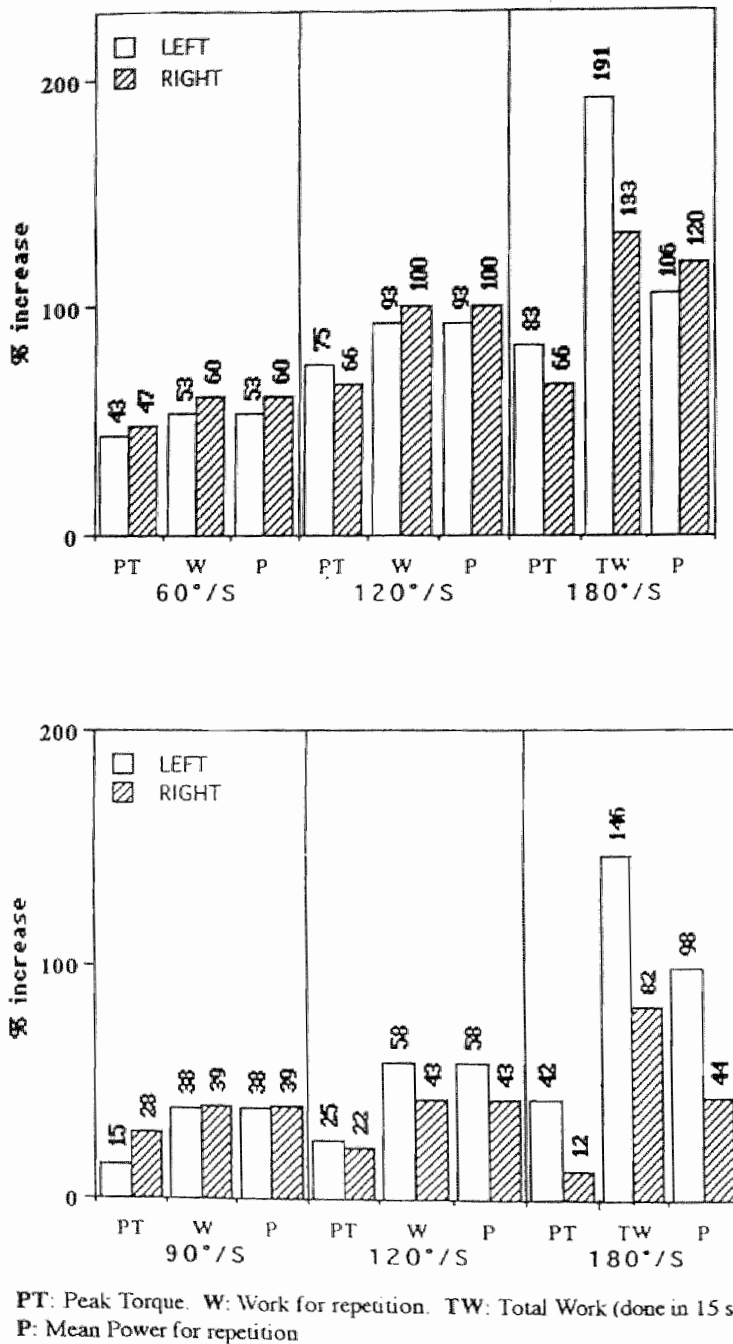 LEFT
RIGHT
200
100
0
% increase
43 47 53 60 53 60 75 66 93 100 93 100 83 66 191 133 106 120
PT W P PT W P PT TW P
60°/S 120°/S 180°/S
200
LEFT
RIGHT
100
0
% increase
15 28 38 39 38 39 25 22 58 43 58 43 42 12 146 82 98 44
PT W P PT W P PT TW P
90°/S 120°/S 180°/S
PT: Peak Torque. W: Work for repetition. TW: Total Work (done in 15 s
P: Mean Power for repetition